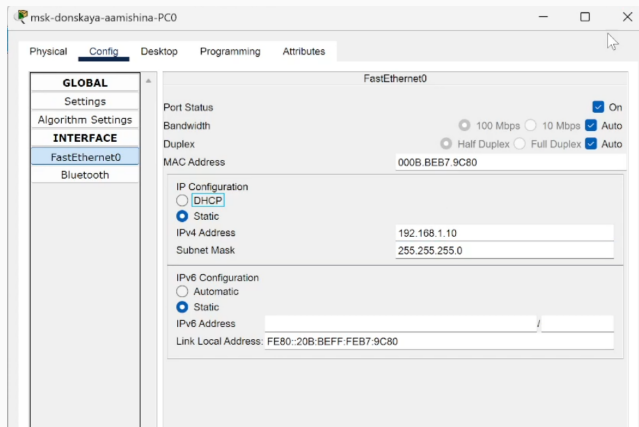 msk-donskaya-aamishina-PC0
Physical Config Desktop Programming Attributes
GLOBAL
Settings
Algorithm Settings
INTERFACE
FastEthernet0
Bluetooth
FastEthernet0
Port Status On
Bandwidth 100 Mbps 10 Mbps Auto
Duplex Half Duplex Full Duplex Auto
MAC Address 000B.BEB7.9C80
IP Configuration
DHCP
Static
IPv4 Address 192.168.1.10
Subnet Mask 255.255.255.0
IPv6 Configuration
Automatic
Static
IPv6 Address /
Link Local Address: FE80::20B:BEFF:FEB7:9C80